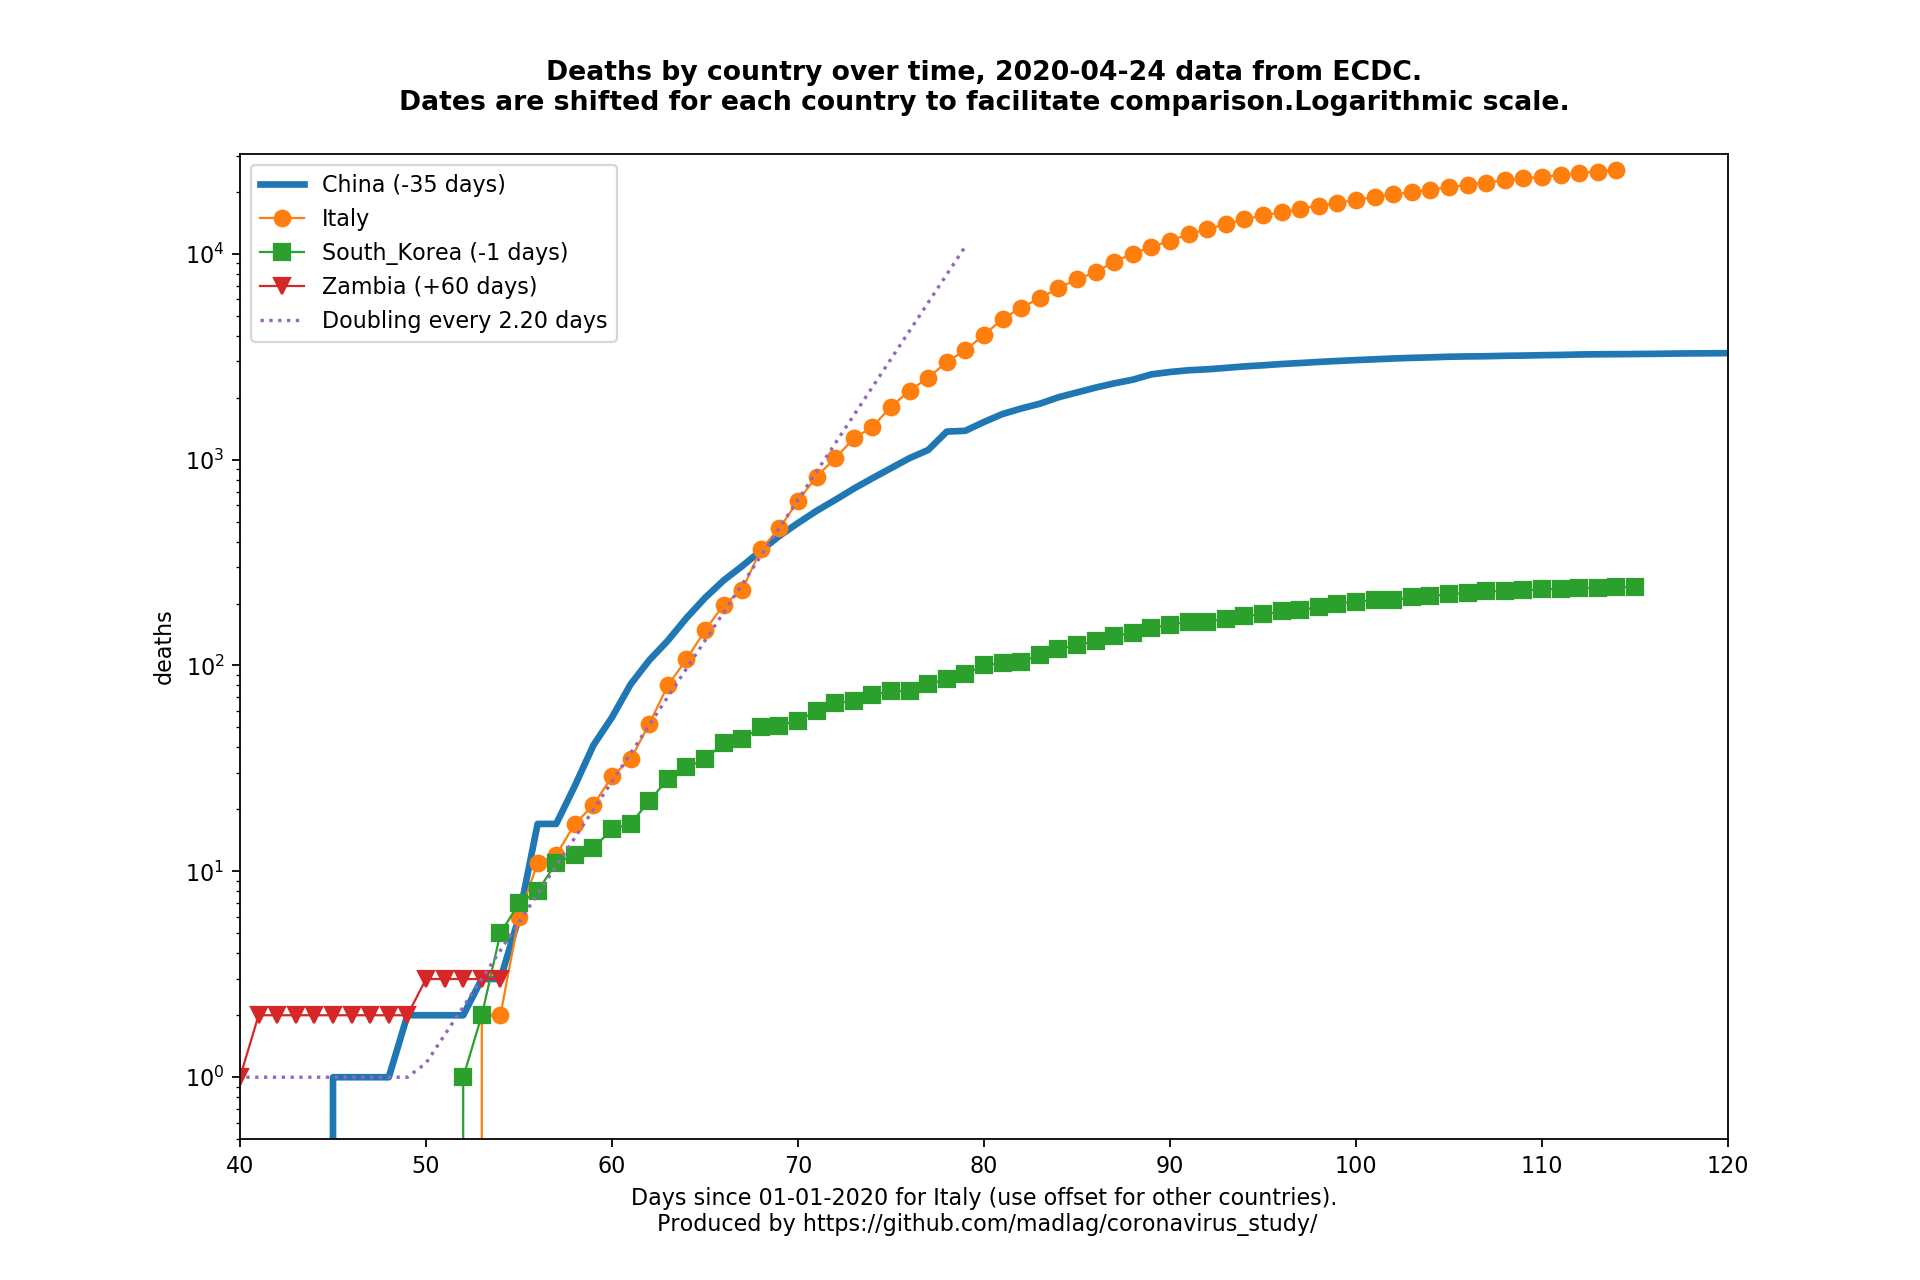 Deaths by country over time, 2020-04-24 data from ECDC.
Dates are shifted for each country to facilitate comparison.Logarithmic scale.
China (-35 days)
Italy
South_Korea (-1 days)
Zambia (+60 days)
Doubling every 2.20 days
10⁴
10³
10²
10¹
10⁰
deaths
40 50 60 70 80 90 100 110 120
Days since 01-01-2020 for Italy (use offset for other countries).
Produced by https://github.com/madlag/coronavirus_study/